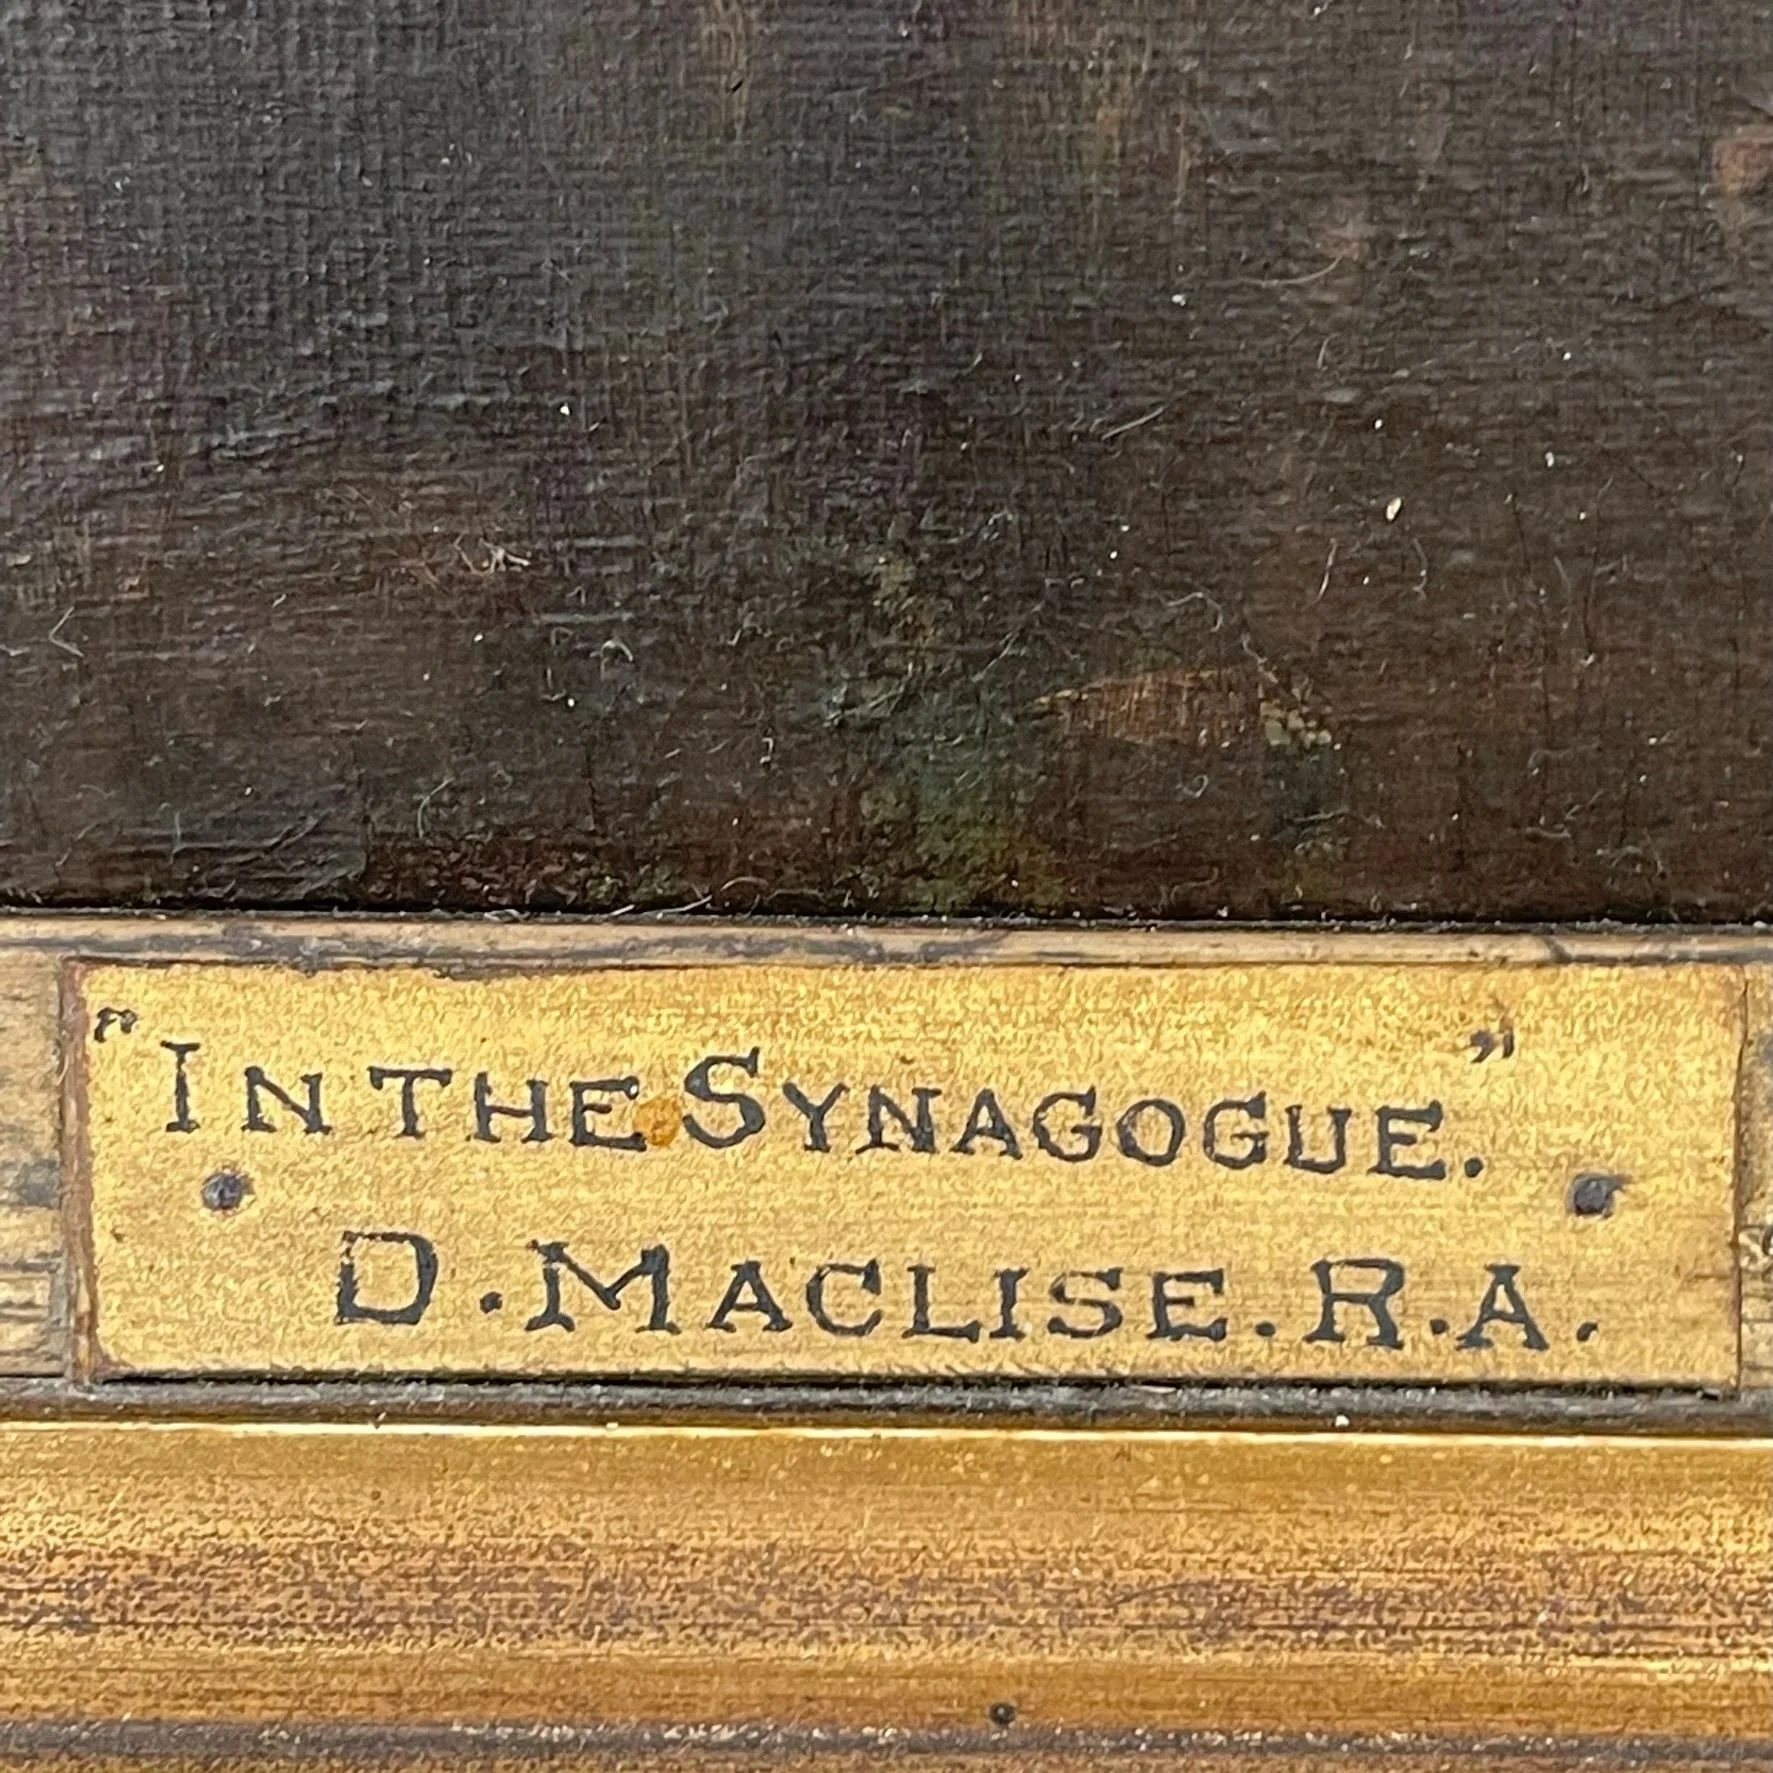 "IN THE SYNAGOGUE."
D. MACLISE. R.A.